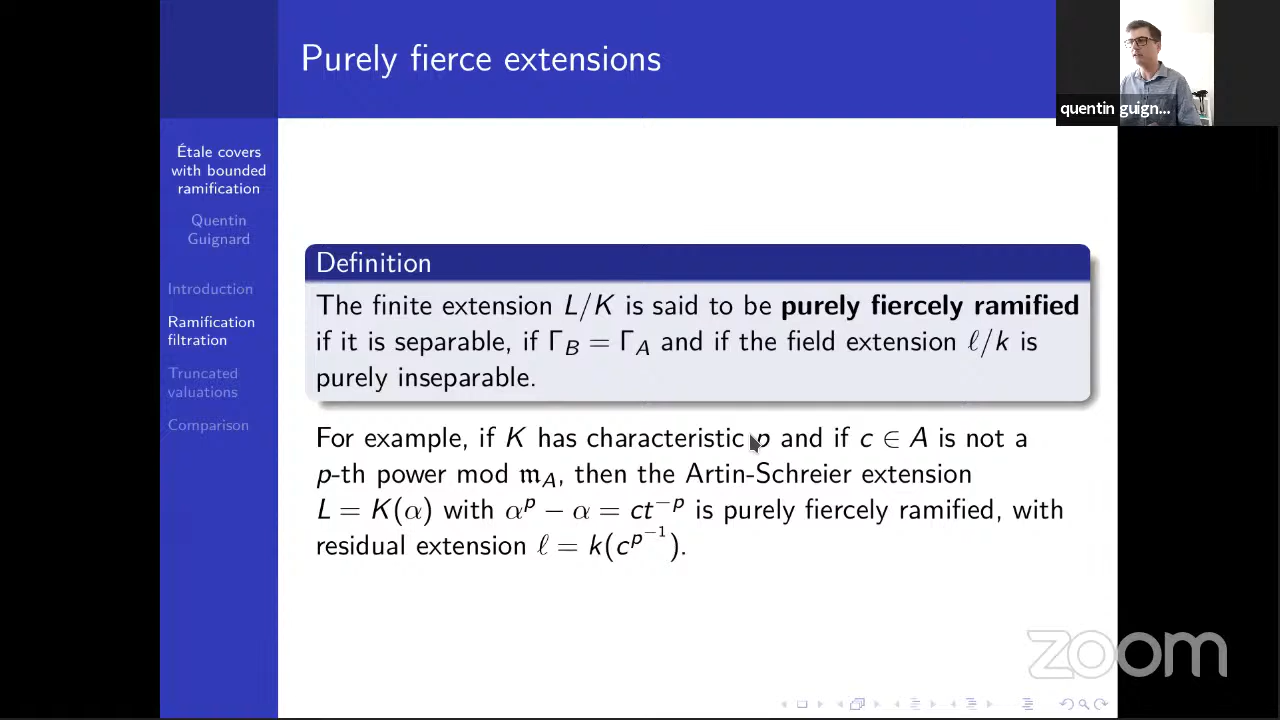 Purely fierce extensions
quentin guign...
Étale covers
with bounded
ramification
Quentin
Guignard
Introduction
Ramification
filtration
Truncated
valuations
Comparison
Definition
The finite extension L/K is said to be purely fiercely ramified
if it is separable, if Γ_B = Γ_A and if the field extension ℓ/k is
purely inseparable.
For example, if K has characteristic p and if c ∈ A is not a
p-th power mod 𝔪_A, then the Artin-Schreier extension
L = K(α) with α^p − α = ct^{−p} is purely fiercely ramified, with
residual extension ℓ = k(c^{p^{−1}}).
zoom